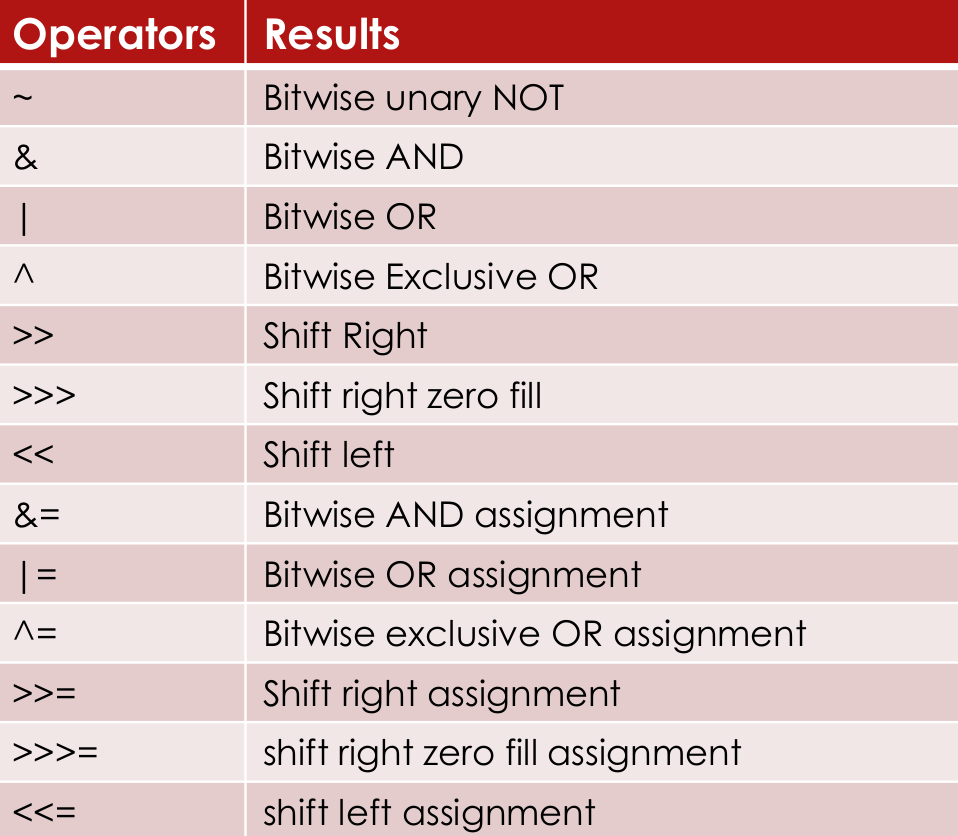 Operators Results
~ Bitwise unary NOT
& Bitwise AND
| Bitwise OR
^ Bitwise Exclusive OR
>> Shift Right
>>> Shift right zero fill
<< Shift left
&= Bitwise AND assignment
|= Bitwise OR assignment
^= Bitwise exclusive OR assignment
>>= Shift right assignment
>>>= shift right zero fill assignment
<<= shift left assignment